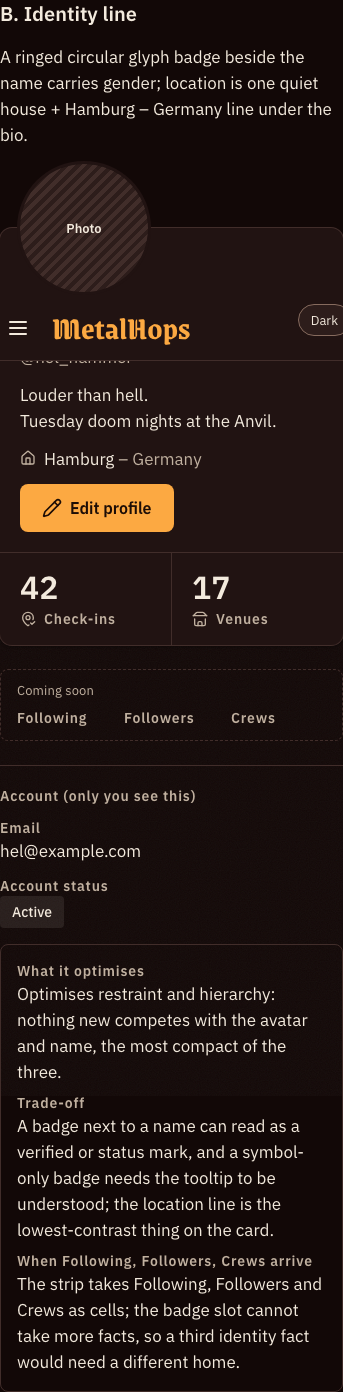 B. Identity line
A ringed circular glyph badge beside the
name carries gender; location is one quiet
house + Hamburg – Germany line under the
bio.
Photo
MetalHops
Dark
@hel_hammer
Louder than hell.
Tuesday doom nights at the Anvil.
Hamburg – Germany
Edit profile
42
17
Check-ins
Venues
Coming soon
Following Followers Crews
Account (only you see this)
Email
hel@example.com
Account status
Active
What it optimises
Optimises restraint and hierarchy:
nothing new competes with the avatar
and name, the most compact of the
three.
Trade-off
A badge next to a name can read as a
verified or status mark, and a symbol-
only badge needs the tooltip to be
understood; the location line is the
lowest-contrast thing on the card.
When Following, Followers, Crews arrive
The strip takes Following, Followers and
Crews as cells; the badge slot cannot
take more facts, so a third identity fact
would need a different home.